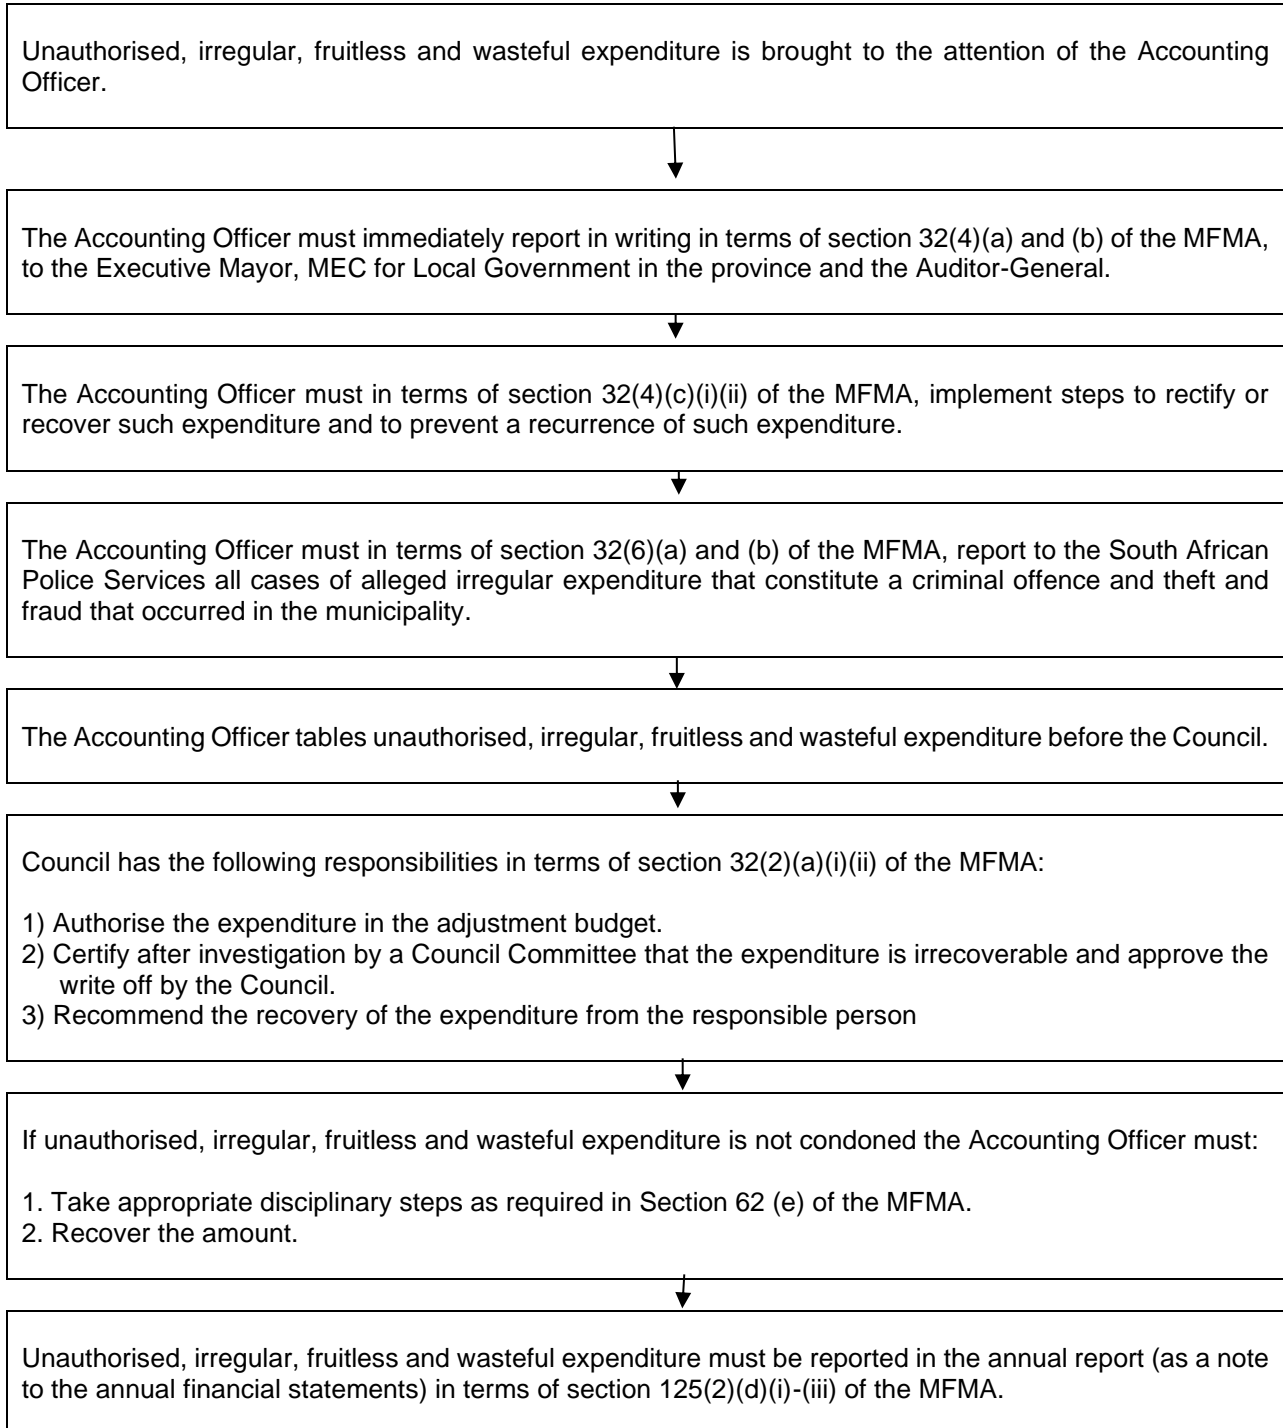 Unauthorised, irregular, fruitless and wasteful expenditure is brought to the attention of the Accounting
Officer.
The Accounting Officer must immediately report in writing in terms of section 32(4)(a) and (b) of the MFMA,
to the Executive Mayor, MEC for Local Government in the province and the Auditor-General.
The Accounting Officer must in terms of section 32(4)(c)(i)(ii) of the MFMA, implement steps to rectify or
recover such expenditure and to prevent a recurrence of such expenditure.
The Accounting Officer must in terms of section 32(6)(a) and (b) of the MFMA, report to the South African
Police Services all cases of alleged irregular expenditure that constitute a criminal offence and theft and
fraud that occurred in the municipality.
The Accounting Officer tables unauthorised, irregular, fruitless and wasteful expenditure before the Council.
Council has the following responsibilities in terms of section 32(2)(a)(i)(ii) of the MFMA:
1) Authorise the expenditure in the adjustment budget.
2) Certify after investigation by a Council Committee that the expenditure is irrecoverable and approve the
write off by the Council.
3) Recommend the recovery of the expenditure from the responsible person
If unauthorised, irregular, fruitless and wasteful expenditure is not condoned the Accounting Officer must:
1. Take appropriate disciplinary steps as required in Section 62 (e) of the MFMA.
2. Recover the amount.
Unauthorised, irregular, fruitless and wasteful expenditure must be reported in the annual report (as a note
to the annual financial statements) in terms of section 125(2)(d)(i)-(iii) of the MFMA.